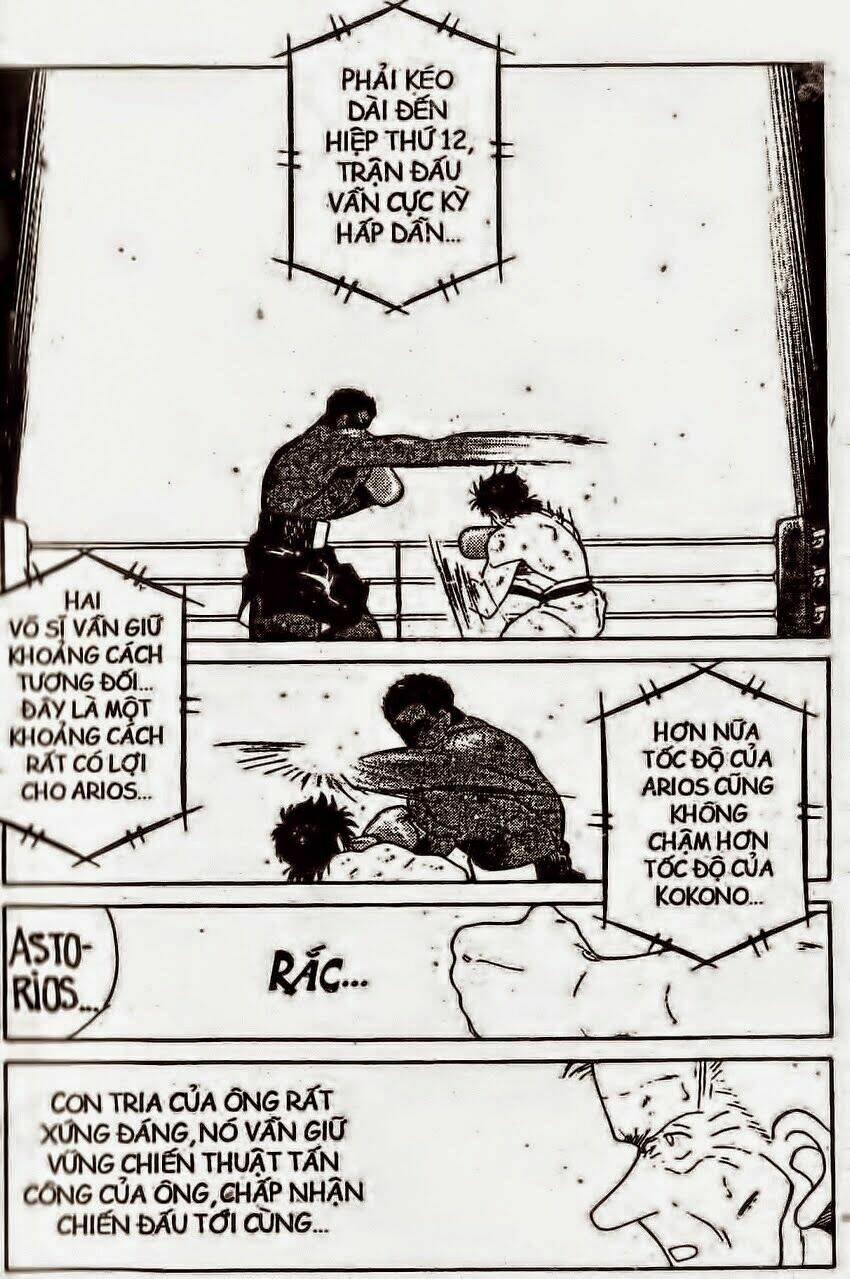 PHẢI KÉO
DÀI ĐẾN
HIỆP THỨ 12,
TRẬN ĐẤU
VẪN CỰC KỲ
HẤP DẪN...
HAI
VÕ SĨ VẪN GIỮ
KHOẢNG CÁCH
TƯƠNG ĐỐI...
ĐÂY LÀ MỘT
KHOẢNG CÁCH
RẤT CÓ LỢI
CHO ARIOS...
HƠN NỮA
TỐC ĐỘ CỦA
ARIOS CŨNG
KHÔNG
CHẬM HƠN
TỐC ĐỘ CỦA
KOKONO...
ASTO-
RIOS...
RẮC...
CON TRIA CỦA ÔNG RẤT
XỨNG ĐÁNG, NÓ VẪN GIỮ
VỮNG CHIẾN THUẬT TẤN
CÔNG CỦA ÔNG, CHẤP NHẬN
CHIẾN ĐẤU TỚI CÙNG...